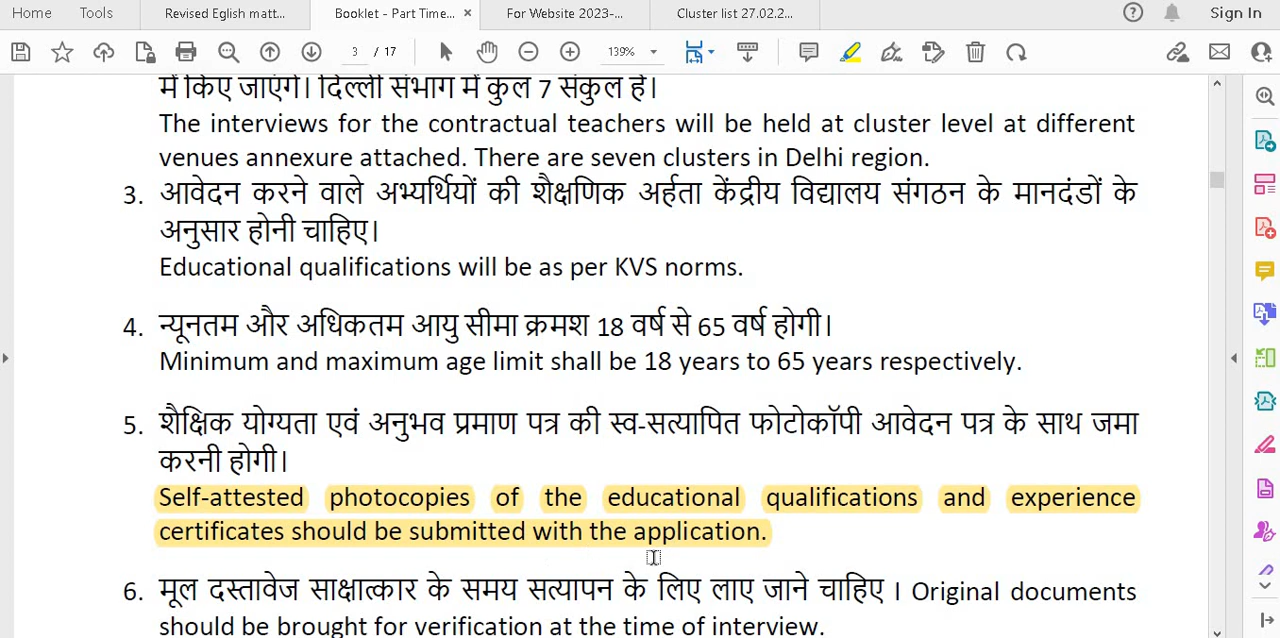 Home Tools Revised Eglish matt... Booklet - Part Time... × For Website 2023-... Cluster list 27.02.2... Sign In
3 / 17 139%
में किए जाएंगे। दिल्ली संभाग में कुल 7 संकुल हैं।
The interviews for the contractual teachers will be held at cluster level at different
venues annexure attached. There are seven clusters in Delhi region.
3. आवेदन करने वाले अभ्यर्थियों की शैक्षणिक अर्हता केंद्रीय विद्यालय संगठन के मानदंडों के
अनुसार होनी चाहिए।
Educational qualifications will be as per KVS norms.
4. न्यूनतम और अधिकतम आयु सीमा क्रमश 18 वर्ष से 65 वर्ष होगी।
Minimum and maximum age limit shall be 18 years to 65 years respectively.
5. शैक्षिक योग्यता एवं अनुभव प्रमाण पत्र की स्व-सत्यापित फोटोकॉपी आवेदन पत्र के साथ जमा
करनी होगी।
Self-attested photocopies of the educational qualifications and experience
certificates should be submitted with the application.
6. मूल दस्तावेज साक्षात्कार के समय सत्यापन के लिए लाए जाने चाहिए । Original documents
should be brought for verification at the time of interview.